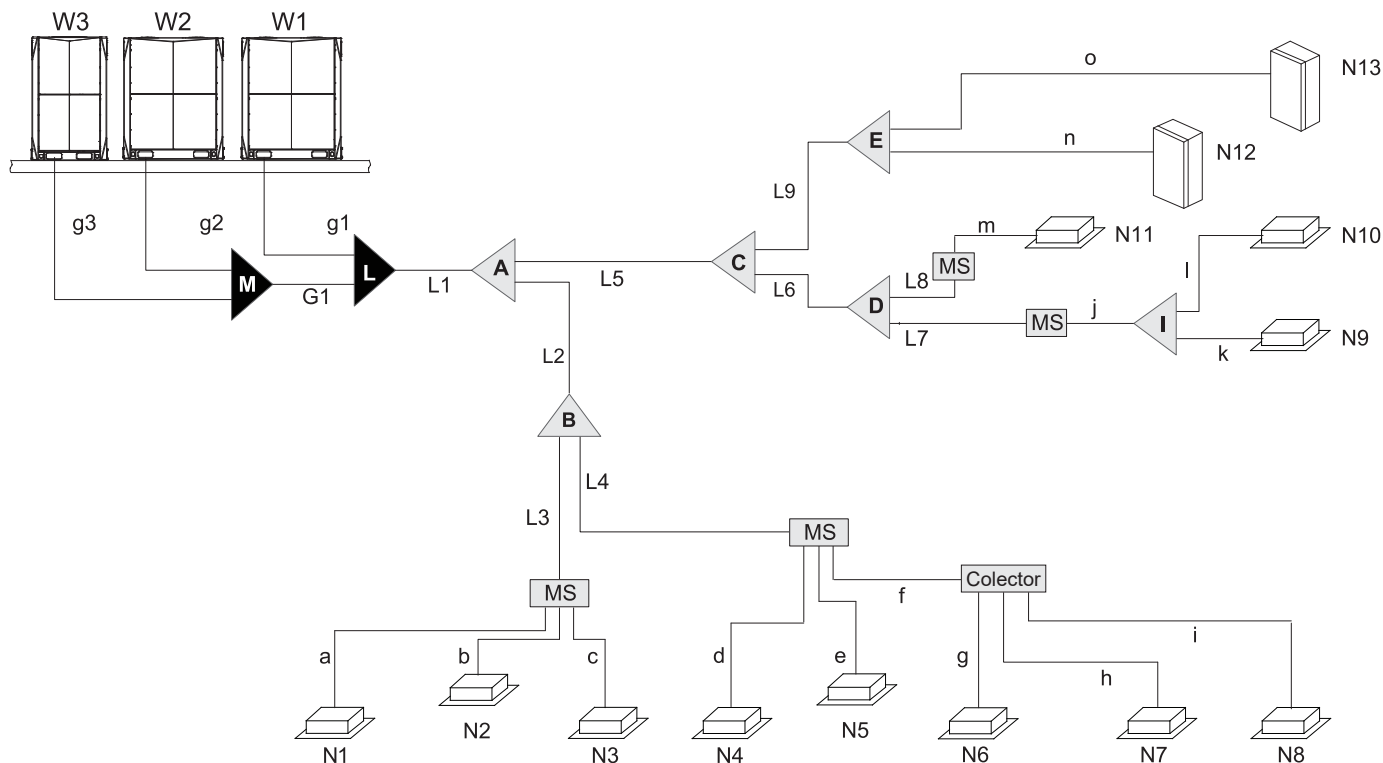 W3 W2 W1
o
N13
E
n
N12
L9
g3 g2 g1
m
N11
N10
A
C
MS
l
L
M
L1
L5
L6
L8
G1
D
j
MS
I
L7
N9
k
L2
B
L4
L3
MS
Colector
MS
f
a b c d e g h i
N2 N5
N1 N3 N4 N6 N7 N8